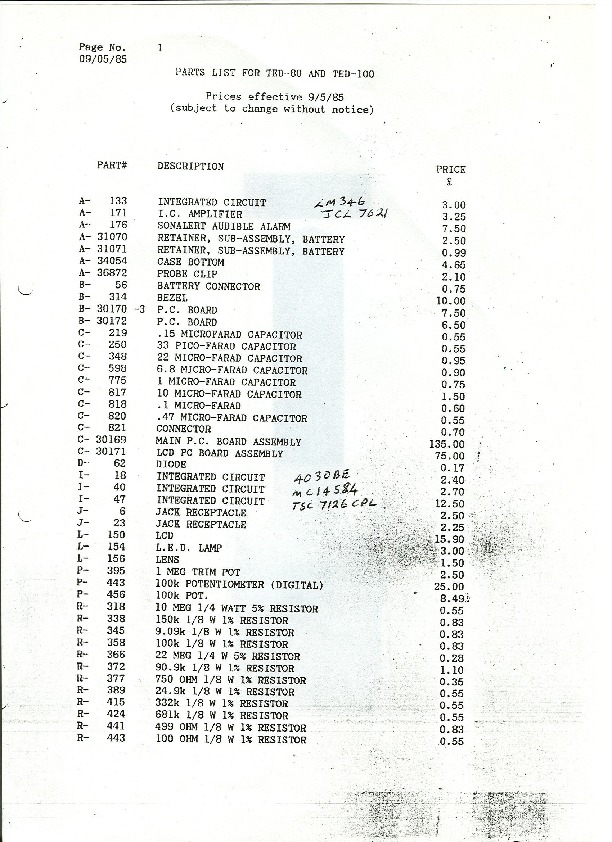 Page No. 1
09/05/85
PARTS LIST FOR TED-80 AND TED-100
Prices effective 9/5/85
(subject to change without notice)
PART# DESCRIPTION PRICE
£
A- 133 INTEGRATED CIRCUIT LM346 3.00
A- 171 I.C. AMPLIFIER ICL 7621 3.25
A- 176 SONALERT AUDIBLE ALARM 7.50
A- 31070 RETAINER, SUB-ASSEMBLY, BATTERY 2.50
A- 31071 RETAINER, SUB-ASSEMBLY, BATTERY 0.99
A- 34054 CASE BOTTOM 4.65
A- 36872 PROBE CLIP 2.10
B- 56 BATTERY CONNECTOR 0.75
B- 314 BEZEL 10.00
B- 30170 -3 P.C. BOARD 7.50
B- 30172 P.C. BOARD 6.50
C- 219 .15 MICROFARAD CAPACITOR 0.55
C- 250 33 PICO-FARAD CAPACITOR 0.55
C- 348 22 MICRO-FARAD CAPACITOR 0.95
C- 598 6.8 MICRO-FARAD CAPACITOR 0.90
C- 775 1 MICRO-FARAD CAPACITOR 0.75
C- 817 10 MICRO-FARAD CAPACITOR 1.50
C- 818 .1 MICRO-FARAD 0.60
C- 820 .47 MICRO-FARAD CAPACITOR 0.55
C- 821 CONNECTOR 0.70
C- 30169 MAIN P.C. BOARD ASSEMBLY 135.00
C- 30171 LCD PC BOARD ASSEMBLY 75.00
D- 62 DIODE 0.17
I- 18 INTEGRATED CIRCUIT 4030BE 2.40
I- 40 INTEGRATED CIRCUIT MC14584 2.70
I- 47 INTEGRATED CIRCUIT TSC 7126 CPL 12.50
J- 6 JACK RECEPTACLE 2.50
J- 23 JACK RECEPTACLE 2.25
L- 150 LCD 15.90
L- 154 L.E.D. LAMP 3.00
L- 156 LENS 1.50
P- 395 1 MEG TRIM POT 2.50
P- 443 100k POTENTIOMETER (DIGITAL) 25.00
P- 456 100k POT. 8.49
R- 318 10 MEG 1/4 WATT 5% RESISTOR 0.55
R- 338 150k 1/8 W 1% RESISTOR 0.83
R- 345 9.09k 1/8 W 1% RESISTOR 0.83
R- 358 100k 1/8 W 1% RESISTOR 0.83
R- 366 22 MEG 1/4 W 5% RESISTOR 0.28
R- 372 90.9k 1/8 W 1% RESISTOR 1.10
R- 377 750 OHM 1/8 W 1% RESISTOR 0.35
R- 389 24.9k 1/8 W 1% RESISTOR 0.55
R- 415 332k 1/8 W 1% RESISTOR 0.55
R- 424 681k 1/8 W 1% RESISTOR 0.55
R- 441 499 OHM 1/8 W 1% RESISTOR 0.83
R- 443 100 OHM 1/8 W 1% RESISTOR 0.55